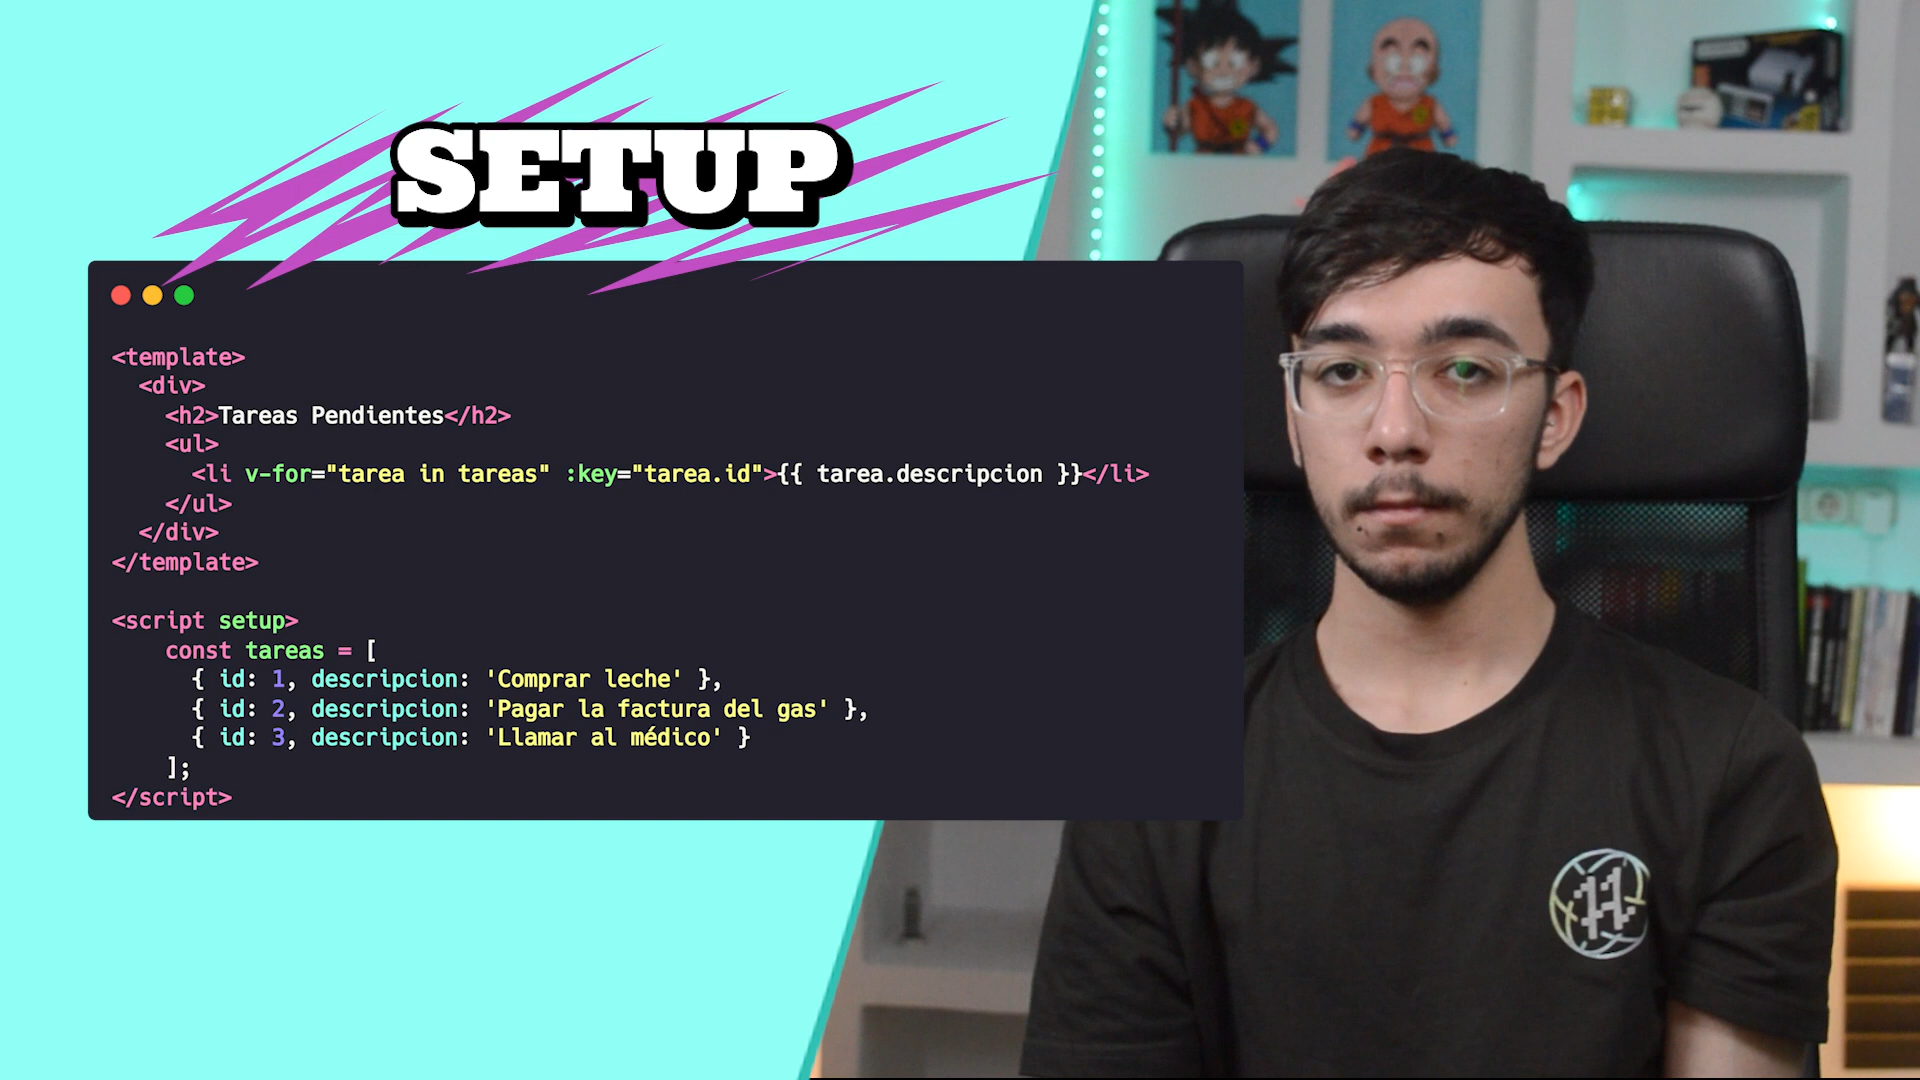 SETUP
<template>
  <div>
    <h2>Tareas Pendientes</h2>
    <ul>
      <li v-for="tarea in tareas" :key="tarea.id">{{ tarea.descripcion }}</li>
    </ul>
  </div>
</template>

<script setup>
    const tareas = [
      { id: 1, descripcion: 'Comprar leche' },
      { id: 2, descripcion: 'Pagar la factura del gas' },
      { id: 3, descripcion: 'Llamar al médico' }
    ];
</script>